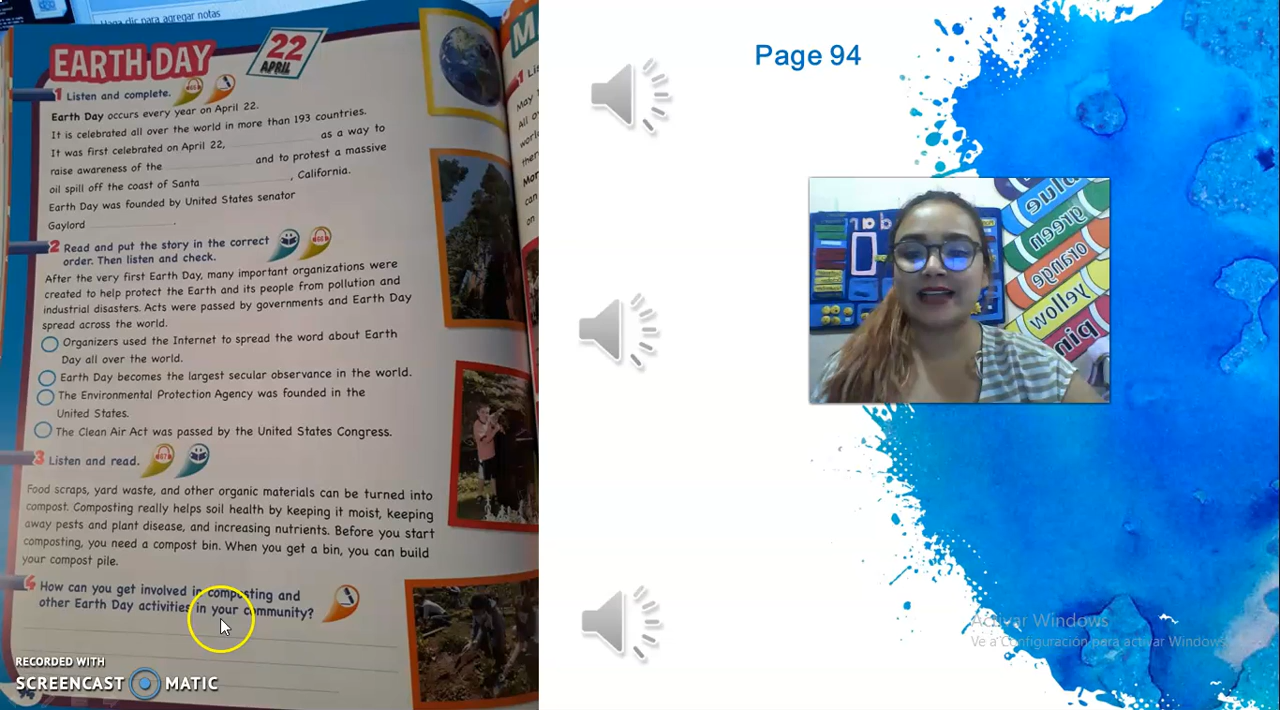 Haga clic para agregar notas
EARTH DAY
22
APRIL
1 Listen and complete.
Earth Day occurs every year on April 22.
It is celebrated all over the world in more than 193 countries.
It was first celebrated on April 22, as a way to
raise awareness of the and to protest a massive
oil spill off the coast of Santa , California.
Earth Day was founded by United States senator
Gaylord .
2 Read and put the story in the correct
order. Then listen and check.
After the very first Earth Day, many important organizations were
created to help protect the Earth and its people from pollution and
industrial disasters. Acts were passed by governments and Earth Day
spread across the world.
Organizers used the Internet to spread the word about Earth
Day all over the world.
Earth Day becomes the largest secular observance in the world.
The Environmental Protection Agency was founded in the
United States.
The Clean Air Act was passed by the United States Congress.
3 Listen and read.
67
Food scraps, yard waste, and other organic materials can be turned into
compost. Composting really helps soil health by keeping it moist, keeping
away pests and plant disease, and increasing nutrients. Before you start
composting, you need a compost bin. When you get a bin, you can build
your compost pile.
4 How can you get involved in composting and
other Earth Day activities in your community?
RECORDED WITH
SCREENCAST MATIC
M
1
May
All
Page 94
blue
green
orange
yellow
pin
Activar Windows
Ve a Configuración para activar Windows.